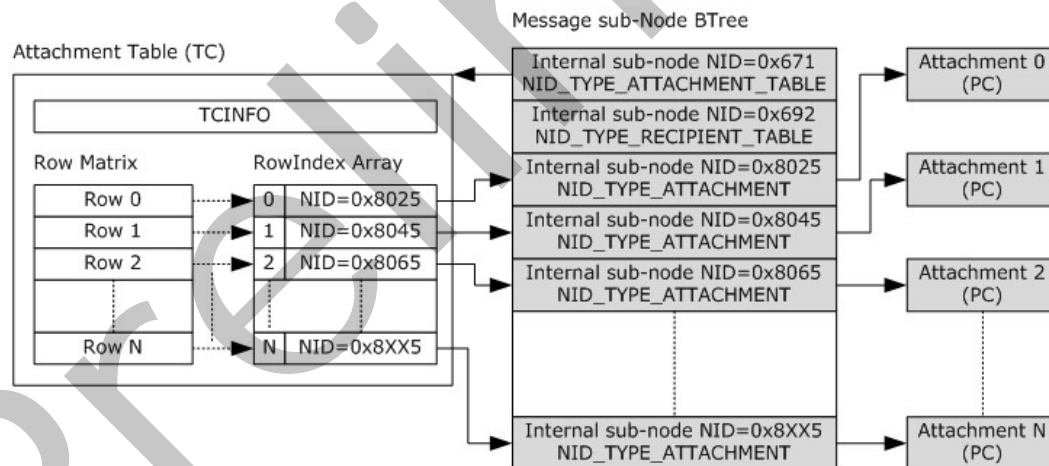 Message sub-Node BTree
Attachment Table (TC)
TCINFO
Row Matrix
RowIndex Array
Row 0
0 NID=0x8025
Row 1
1 NID=0x8045
Row 2
2 NID=0x8065
Row N
N NID=0x8XX5
Internal sub-node NID=0x671
NID_TYPE_ATTACHMENT_TABLE
Internal sub-node NID=0x692
NID_TYPE_RECIPIENT_TABLE
Internal sub-node NID=0x8025
NID_TYPE_ATTACHMENT
Internal sub-node NID=0x8045
NID_TYPE_ATTACHMENT
Internal sub-node NID=0x8065
NID_TYPE_ATTACHMENT
Internal sub-node NID=0x8XX5
NID_TYPE_ATTACHMENT
Attachment 0
(PC)
Attachment 1
(PC)
Attachment 2
(PC)
Attachment N
(PC)
Prelin